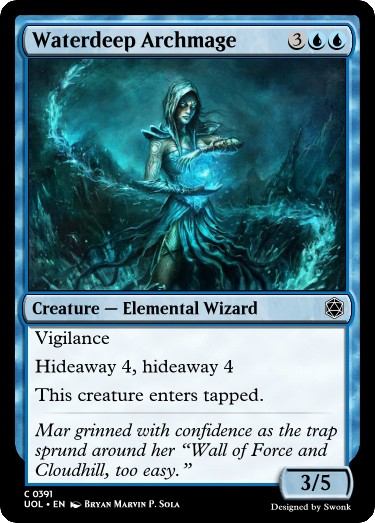 Waterdeep Archmage 3
Creature — Elemental Wizard
Vigilance
Hideaway 4, hideaway 4
This creature enters tapped.
Mar grinned with confidence as the trap
sprund around her “Wall of Force and
Cloudhill, too easy.”
3/5
C 0391
UOL • EN Bryan Marvin P. Sola
Designed by Swonk